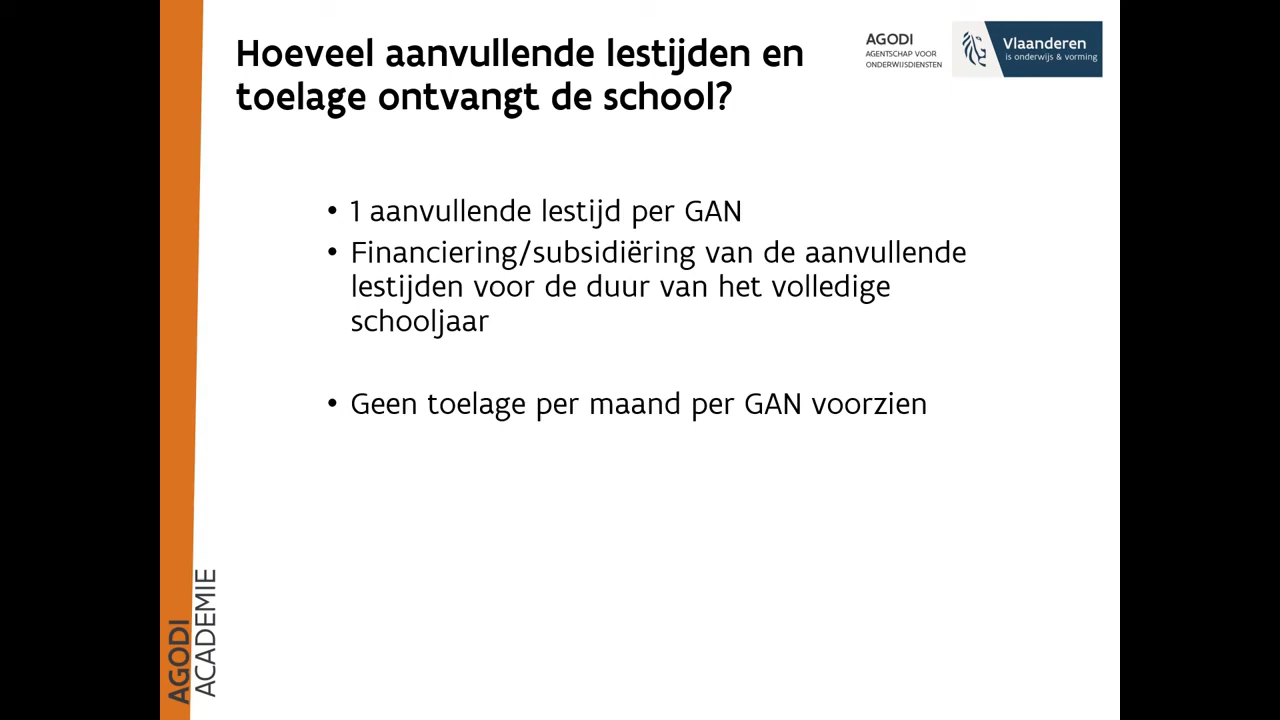 Hoeveel aanvullende lestijden en
toelage ontvangt de school?
AGODI
AGENTSCHAP VOOR
ONDERWIJSDIENSTEN
Vlaanderen
is onderwijs & vorming
• 1 aanvullende lestijd per GAN
• Financiering/subsidiëring van de aanvullende
lestijden voor de duur van het volledige
schooljaar
• Geen toelage per maand per GAN voorzien
AGODI
ACADEMIE